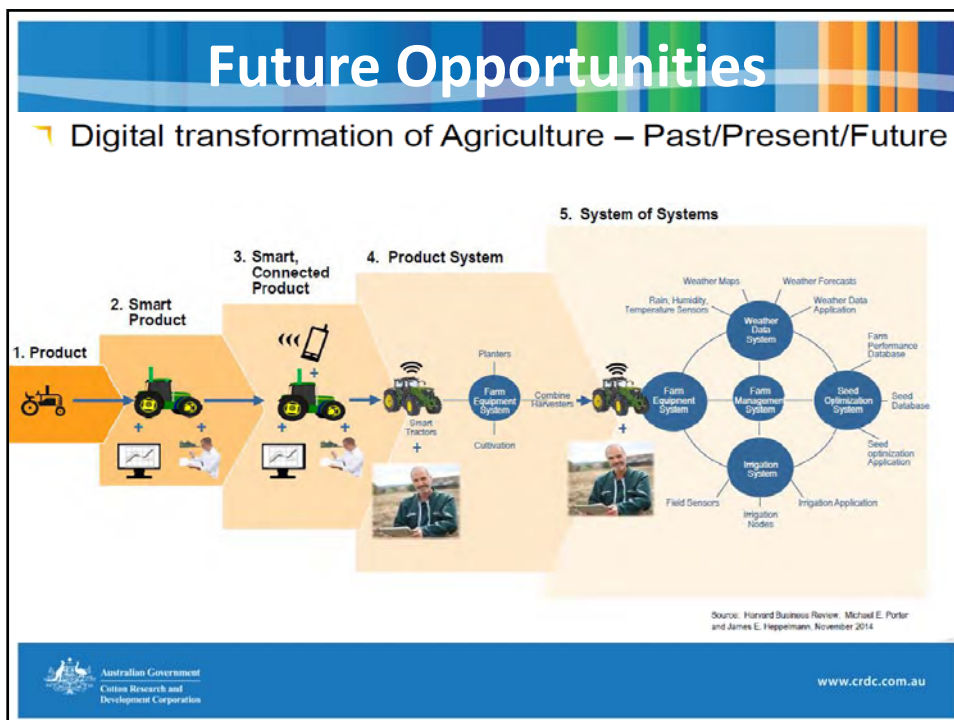 Future Opportunities
Digital transformation of Agriculture – Past/Present/Future
1. Product
2. Smart
Product
3. Smart,
Connected
Product
4. Product System
Planters
Farm
Equipment
System
Combine
Harvesters
Smart
Tractors
Cultivation
+
+
+
+
+
+
5. System of Systems
Weather Maps
Weather Forecasts
Rain, Humidity,
Temperature Sensors
Weather Data
Application
Weather
Data
System
Farm
Performance
Database
Farm
Equipment
System
Farm
Management
System
Seed
Optimization
System
Seed
Database
Seed
optimization
Application
Irrigation
System
Field Sensors
Irrigation
Nodes
Irrigation Application
+
Source: Harvard Business Review, Michael E. Porter
and James E. Heppelmann, November 2014
Australian Government
Cotton Research and
Development Corporation
www.crdc.com.au